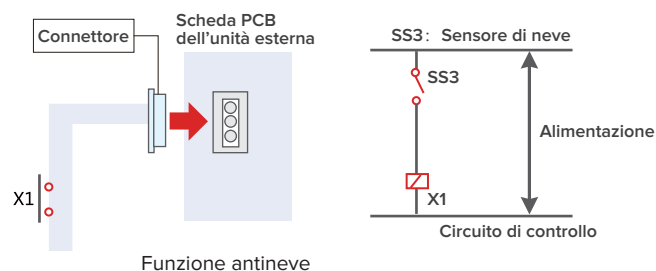 Connettore
Scheda PCB
dell'unità esterna
X1
Funzione antineve
SS3: Sensore di neve
SS3
Alimentazione
X1
Circuito di controllo